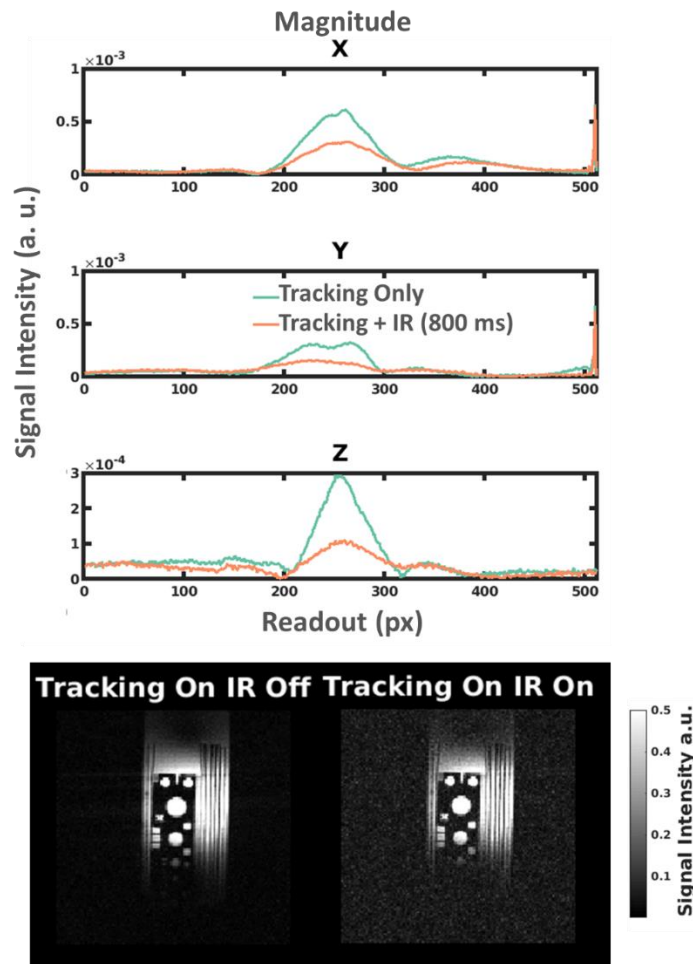 Magnitude
X
×10⁻³
1
0.5
0
0 100 200 300 400 500
Signal Intensity (a. u.)
Y
×10⁻³
1
0.5
0
Tracking Only
Tracking + IR (800 ms)
0 100 200 300 400 500
Z
×10⁻⁴
3
2
1
0
0 100 200 300 400 500
Readout (px)
Tracking On IR Off
Tracking On IR On
0.5
0.4
0.3
0.2
0.1
Signal Intensity a.u.